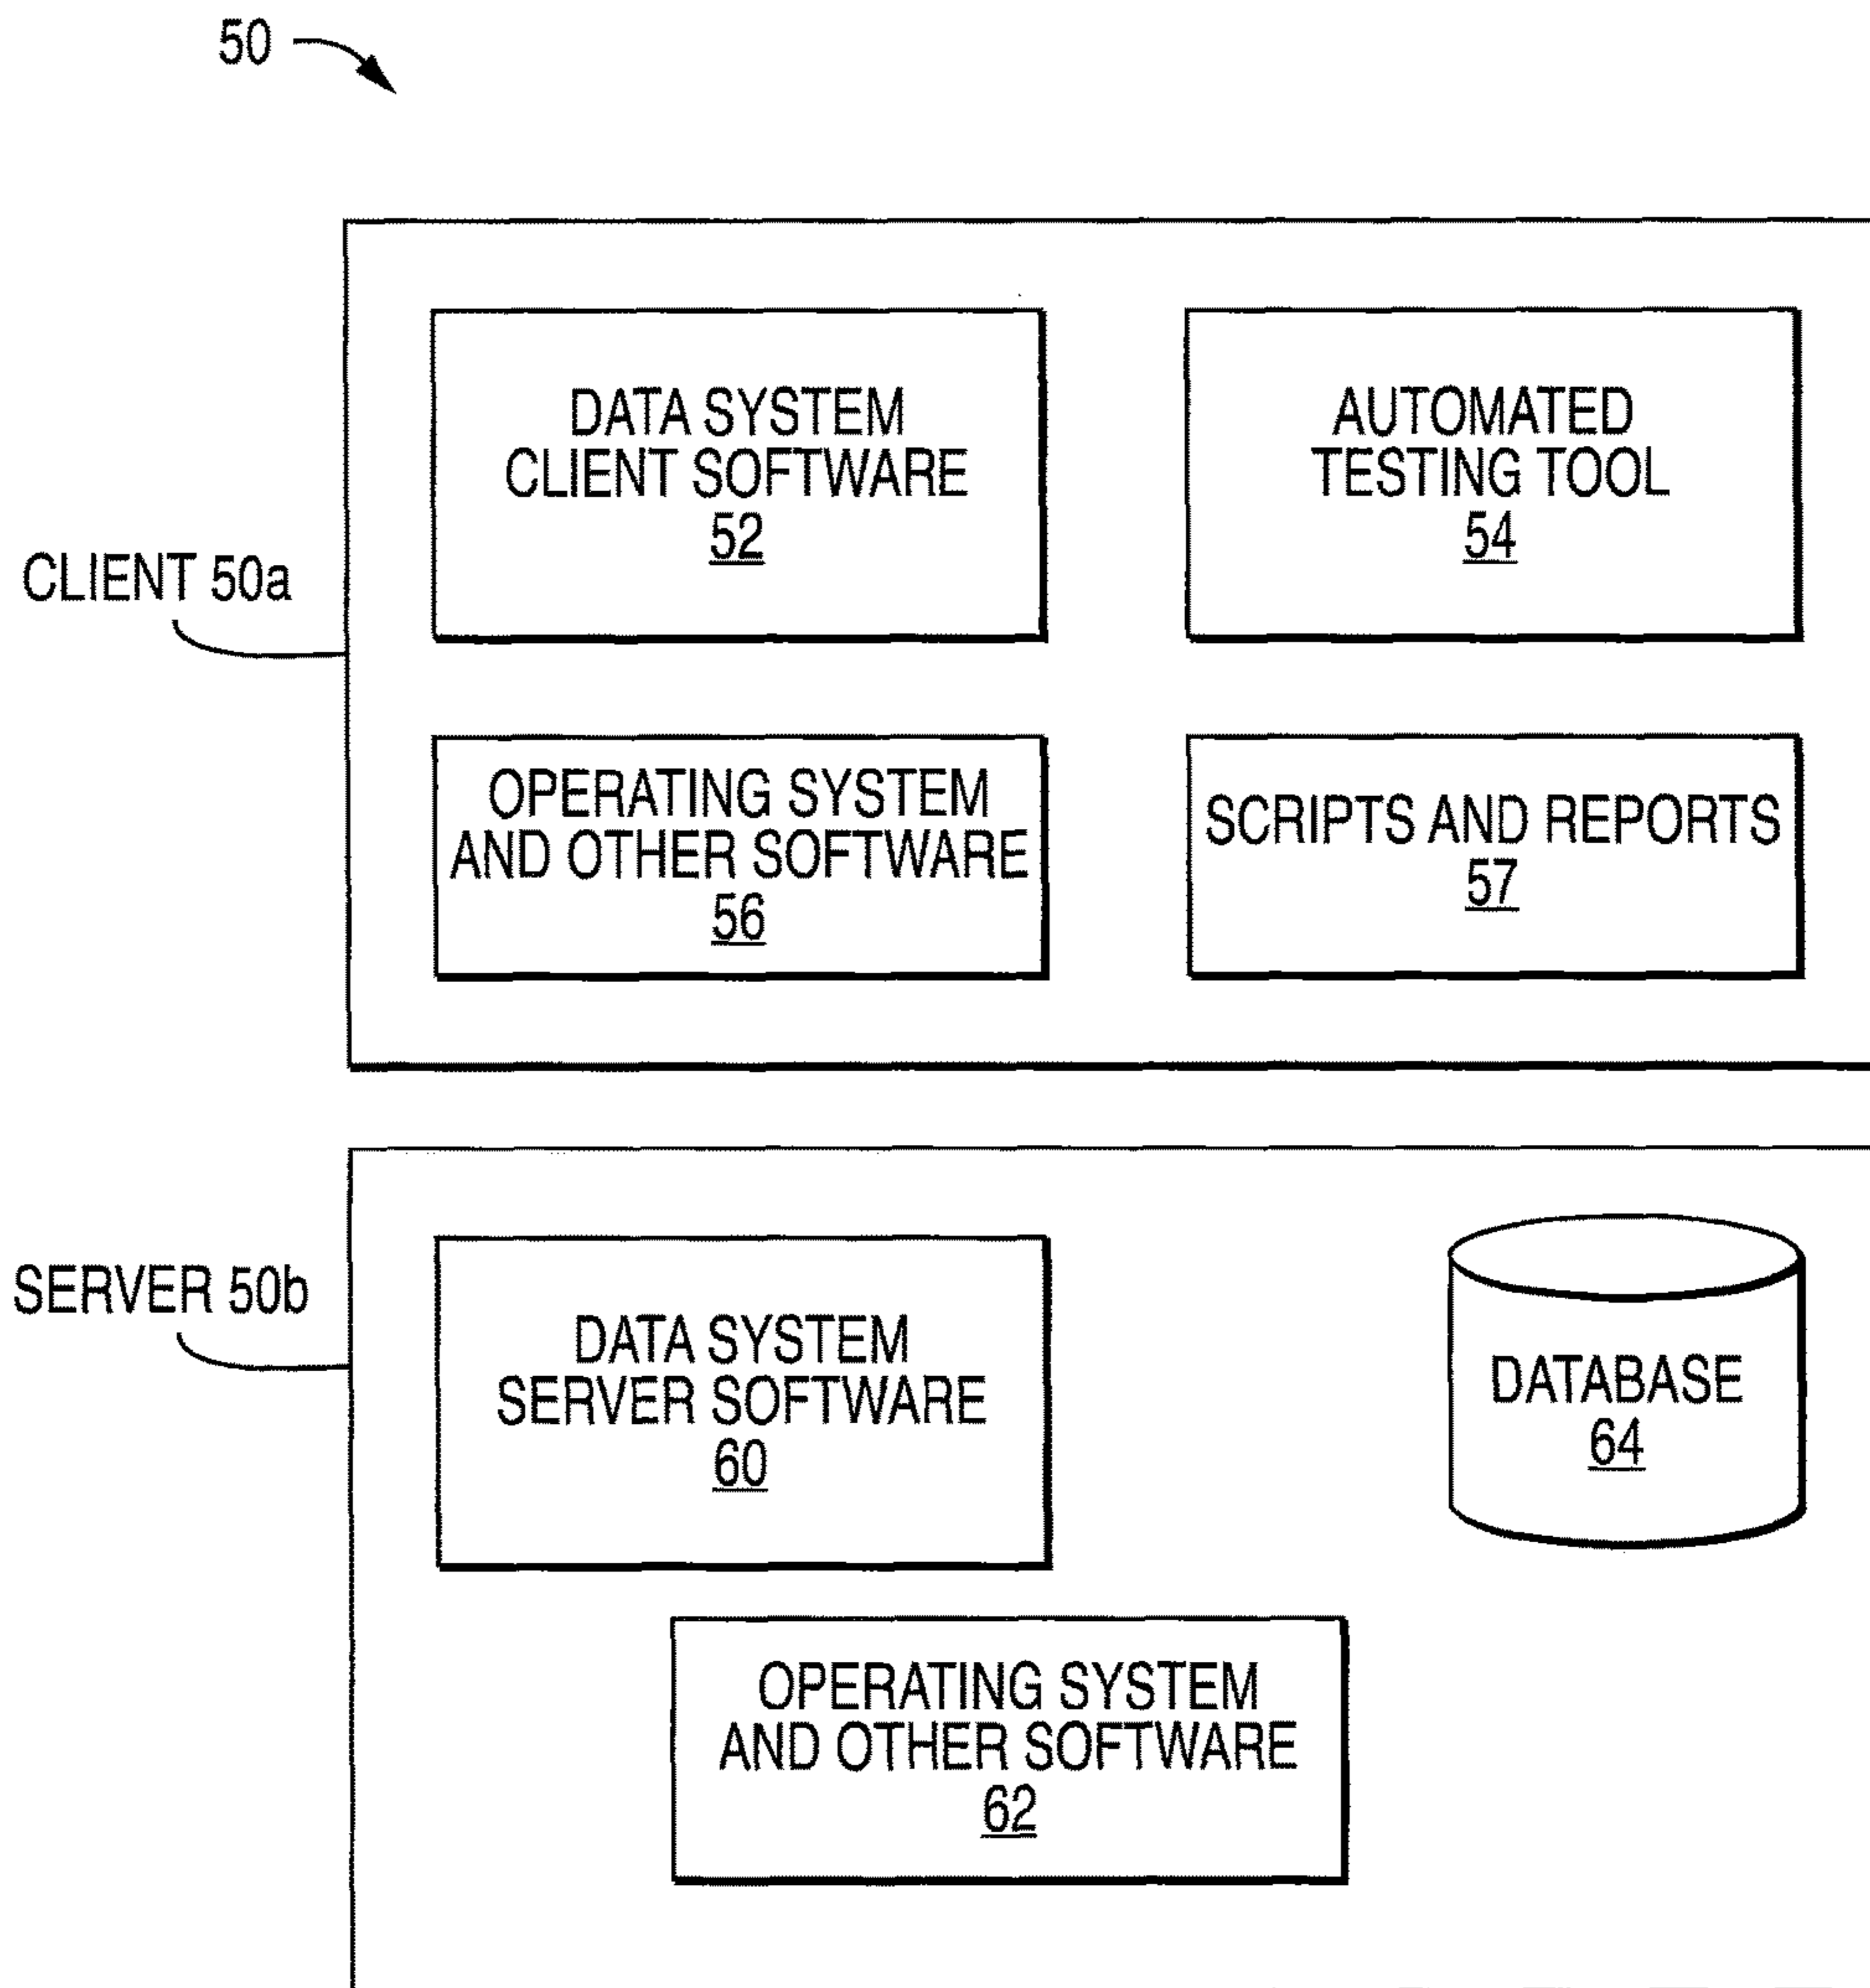 50
DATA SYSTEM
CLIENT SOFTWARE
52
AUTOMATED
TESTING TOOL
54
CLIENT 50a
OPERATING SYSTEM
AND OTHER SOFTWARE
56
SCRIPTS AND REPORTS
57
SERVER 50b
DATA SYSTEM
SERVER SOFTWARE
60
DATABASE
64
OPERATING SYSTEM
AND OTHER SOFTWARE
62